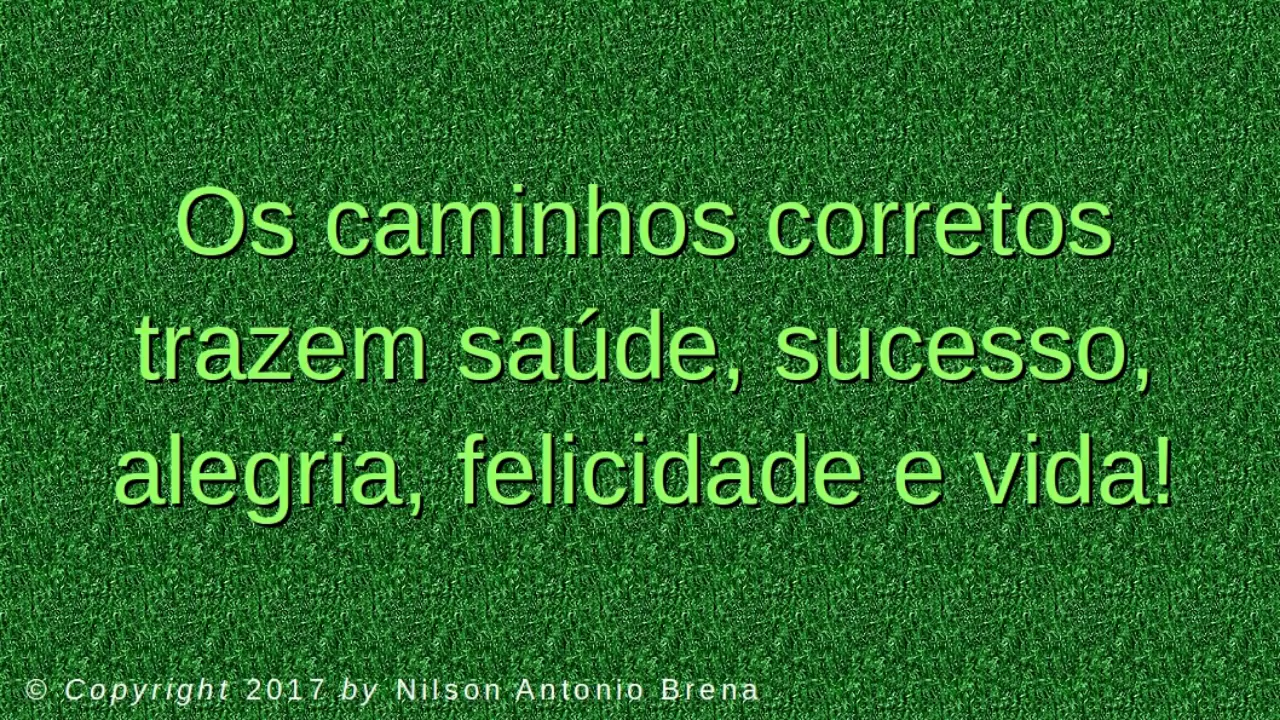 Os caminhos corretos
trazem saúde, sucesso,
alegria, felicidade e vida!
© Copyright 2017 by Nilson Antonio Brena